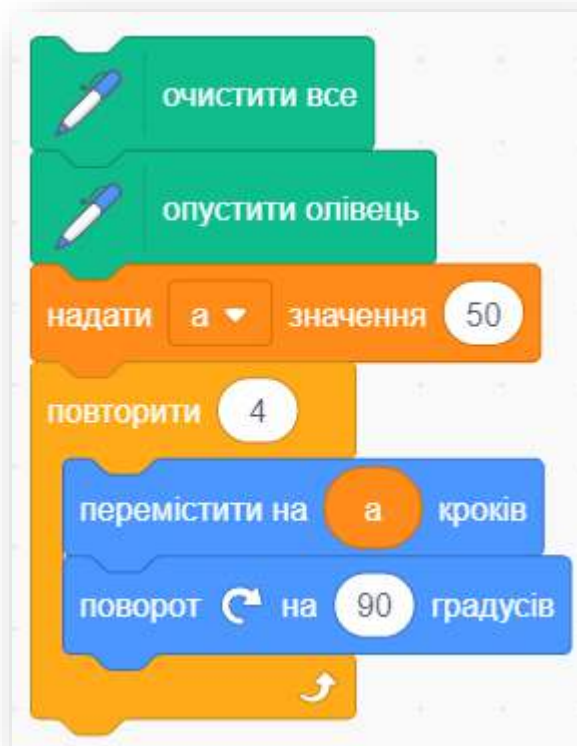 очистити все
опустити олівець
надати а значення 50
повторити 4
перемістити на а кроків
поворот на 90 градусів